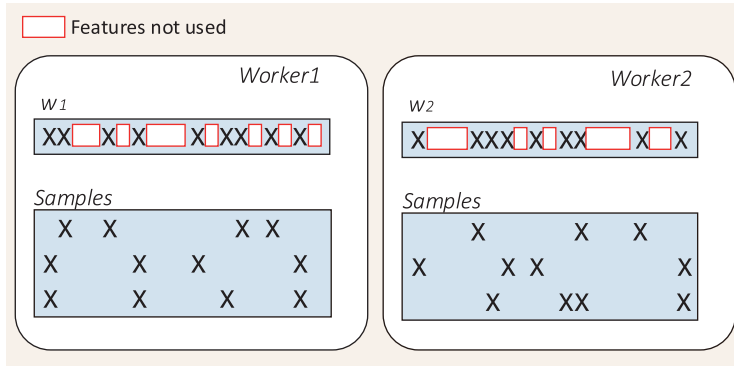 Features not used
Worker1
w1
XX X X X XX X X
Samples
X X X X
X X X X
X X X X
Worker2
w2
X XXX X XX X X
Samples
X X X
X X X X
X XX X